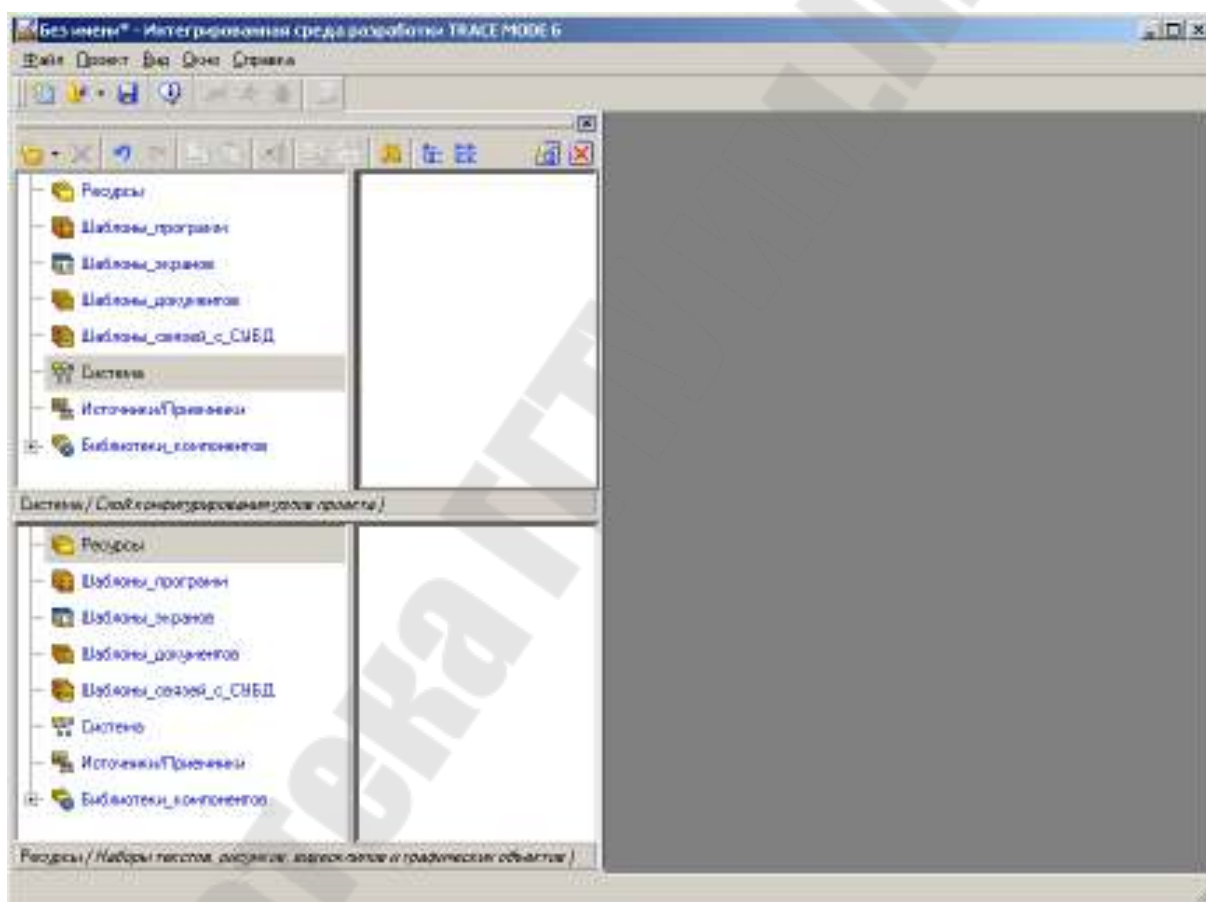 Без имени* - Интегрированная среда разработки TRACE MODE 6
Файл Проект Вид Окно Справка
Ресурсы
Шаблоны_программ
Шаблоны_экранов
Шаблоны_документов
Шаблоны_связей_с_СУБД
Система
Источники/Приемники
Библиотеки_компонентов
Система / Слой конфигурирования узлов проекта )
Ресурсы
Шаблоны_программ
Шаблоны_экранов
Шаблоны_документов
Шаблоны_связей_с_СУБД
Система
Источники/Приемники
Библиотеки_компонентов
Ресурсы / Наборы текстов, рисунков, видеоклипов и графических объектов )